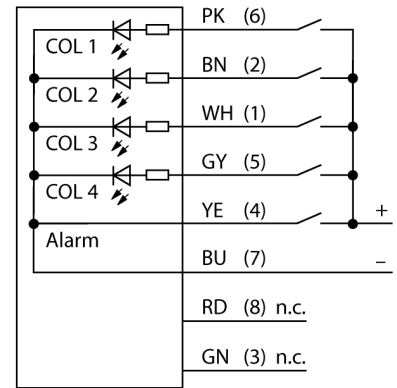 PK (6)
COL 1
BN (2)
COL 2
WH (1)
COL 3
GY (5)
COL 4
YE (4) +
Alarm
BU (7) –
RD (8) n.c.
GN (3) n.c.